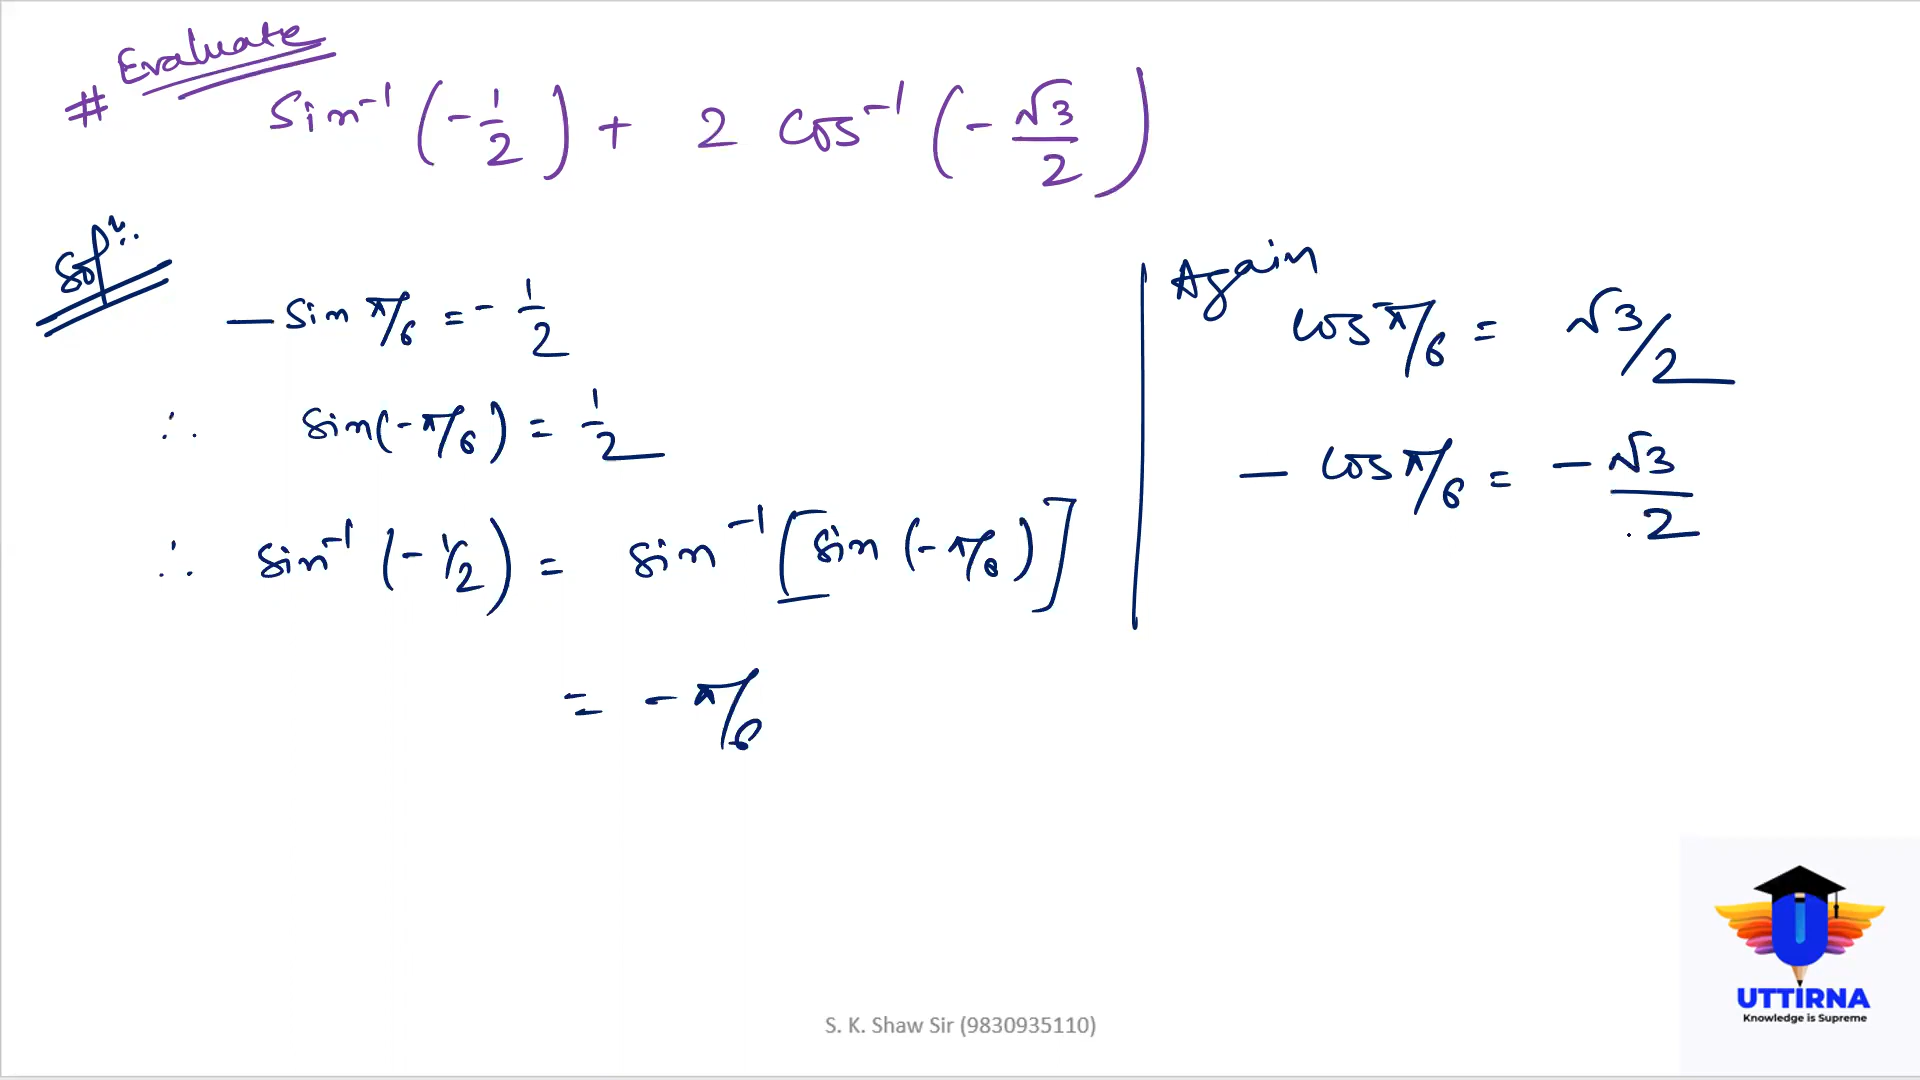 # Evaluate
Sin⁻¹ (-1/2) + 2 cos⁻¹ (-√3/2)
Solⁿ:
- Sin π/6 = - 1/2
∴ Sin(-π/6) = 1/2
∴ Sin⁻¹ (-1/2) = Sin⁻¹ [Sin (-π/6)]
= - π/6
Again
cos π/6 = √3/2
- cos π/6 = - √3/2
UTTIRNA
Knowledge is Supreme
S. K. Shaw Sir (9830935110)